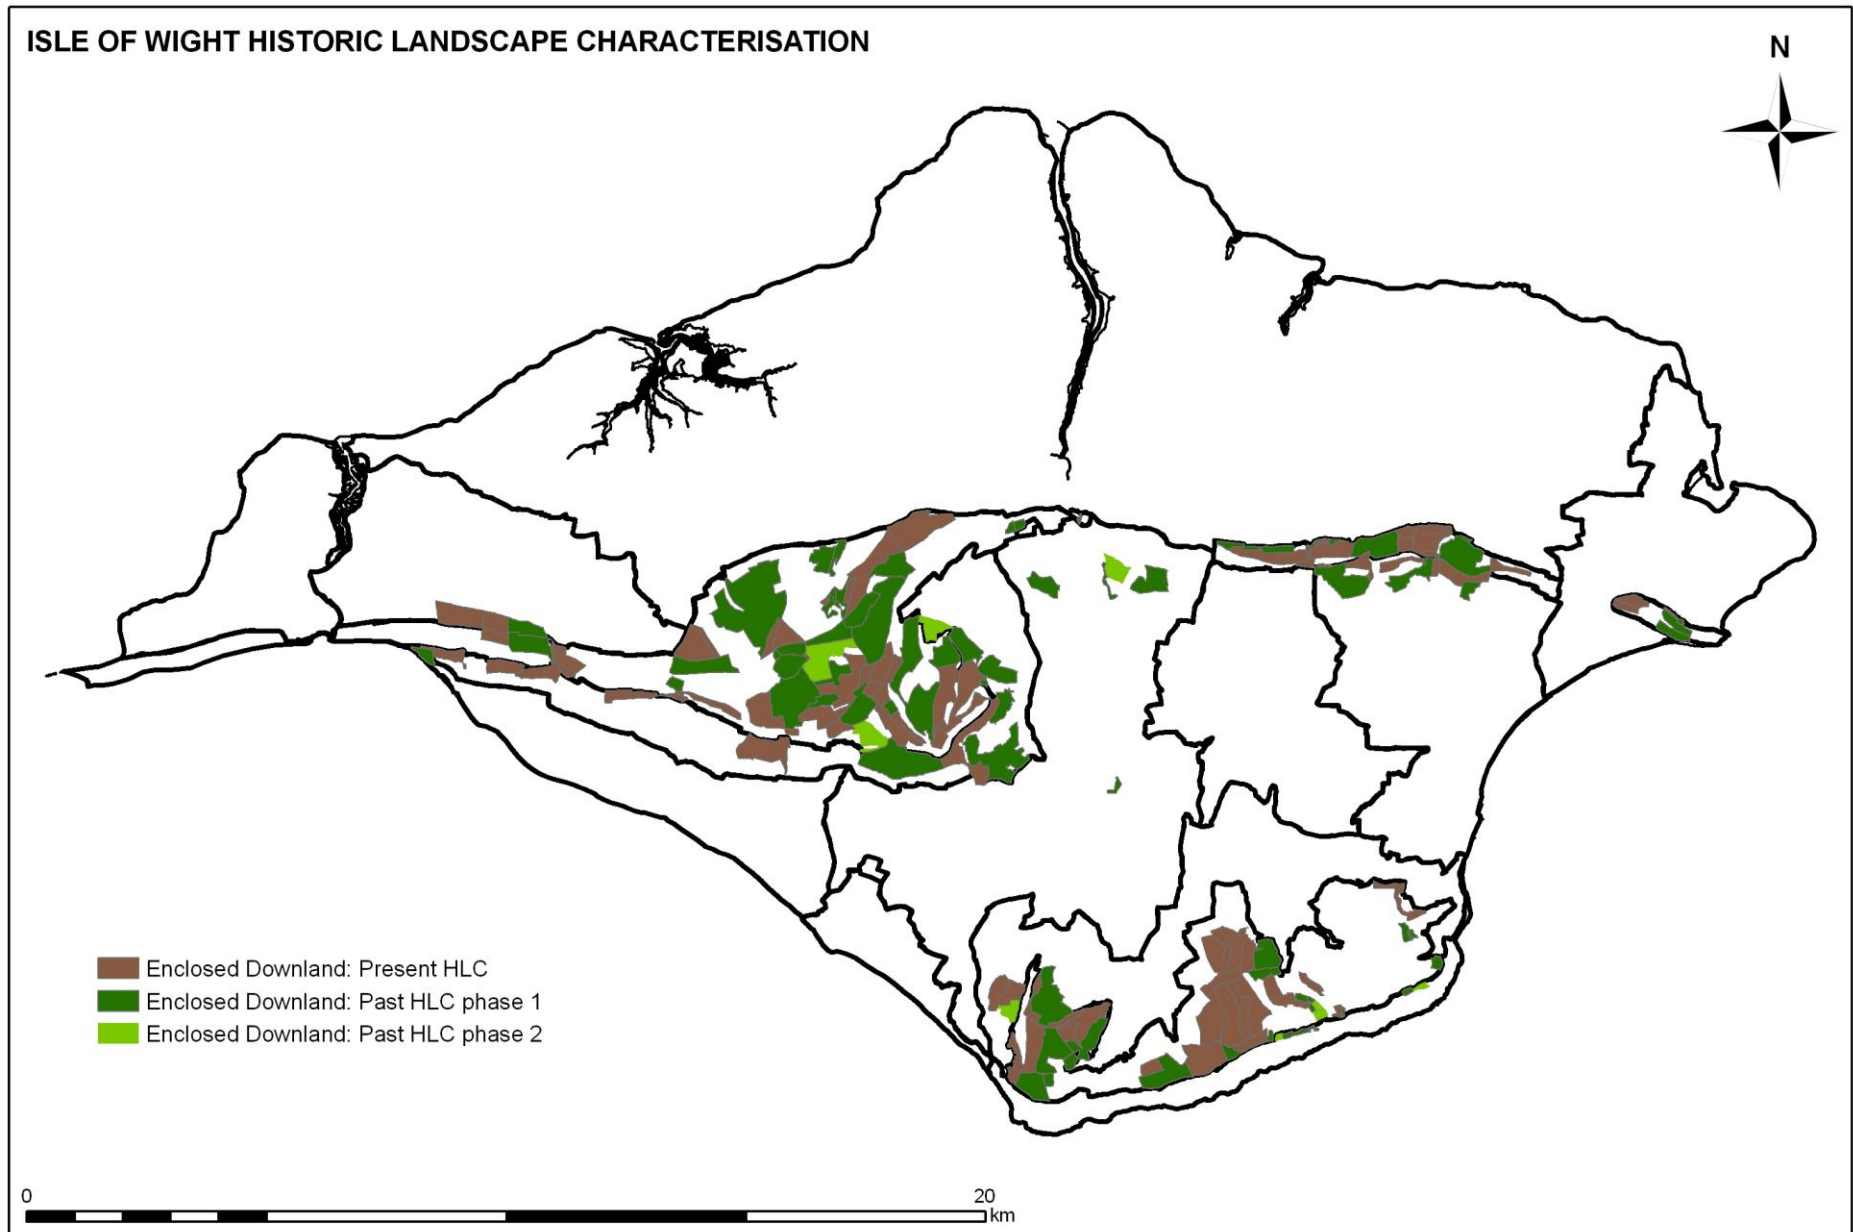 ISLE OF WIGHT HISTORIC LANDSCAPE CHARACTERISATION
N
Enclosed Downland: Present HLC
Enclosed Downland: Past HLC phase 1
Enclosed Downland: Past HLC phase 2
0 20
km